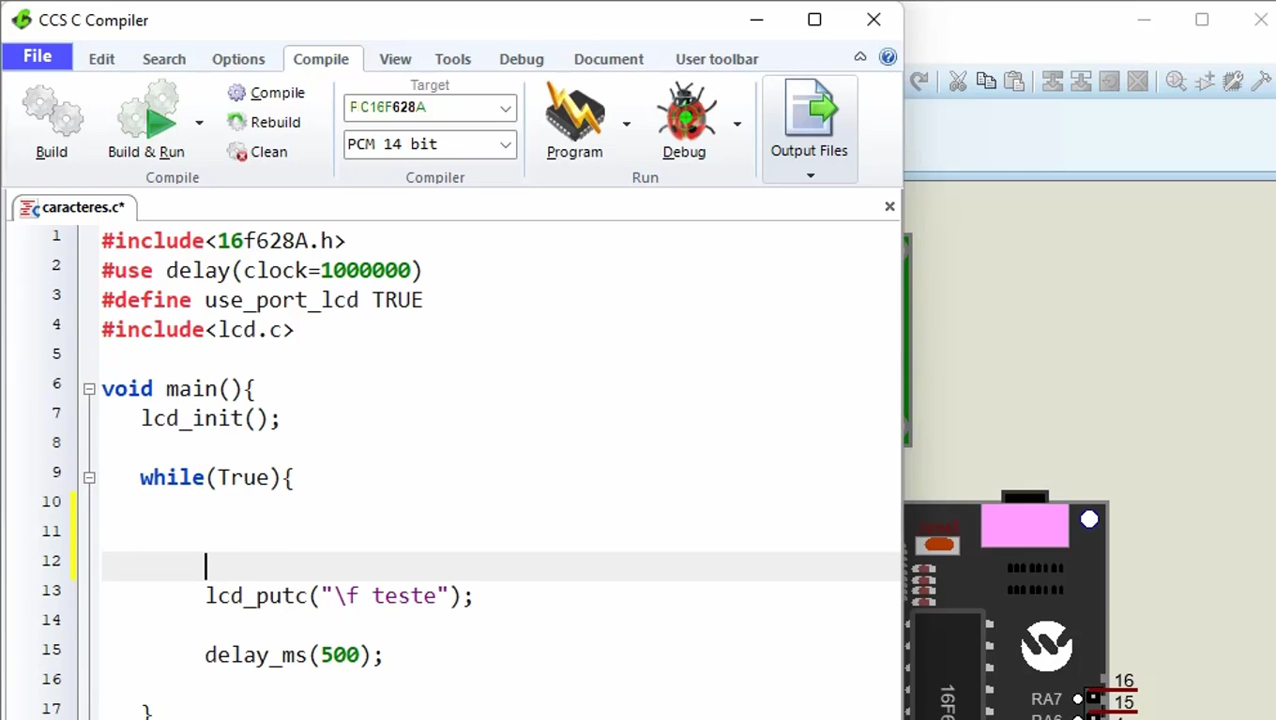 CCS C Compiler
File Edit Search Options Compile View Tools Debug Document User toolbar
Build
Build & Run
Compile
Rebuild
Clean
Compile
Target
PIC16F628A
PCM 14 bit
Compiler
Program
Debug
Run
Output Files
caracteres.c*
1 #include<16f628A.h>
2 #use delay(clock=1000000)
3 #define use_port_lcd TRUE
4 #include<lcd.c>
5
6 void main(){
7 lcd_init();
8
9 while(True){
10
11
12
13 lcd_putc("\f teste");
14
15 delay_ms(500);
16
17 }
16
RA7
15